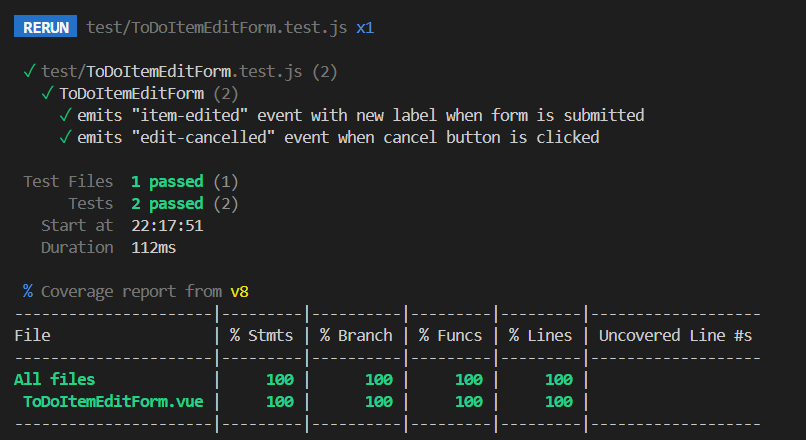 RERUN test/ToDoItemEditForm.test.js x1
✓ test/ToDoItemEditForm.test.js (2)
✓ ToDoItemEditForm (2)
✓ emits "item-edited" event with new label when form is submitted
✓ emits "edit-cancelled" event when cancel button is clicked
Test Files 1 passed (1)
Tests 2 passed (2)
Start at 22:17:51
Duration 112ms
% Coverage report from v8
----------------------|---------|----------|---------|---------|-------------------
File | % Stmts | % Branch | % Funcs | % Lines | Uncovered Line #s
----------------------|---------|----------|---------|---------|-------------------
All files | 100 | 100 | 100 | 100 |
ToDoItemEditForm.vue | 100 | 100 | 100 | 100 |
----------------------|---------|----------|---------|---------|-------------------